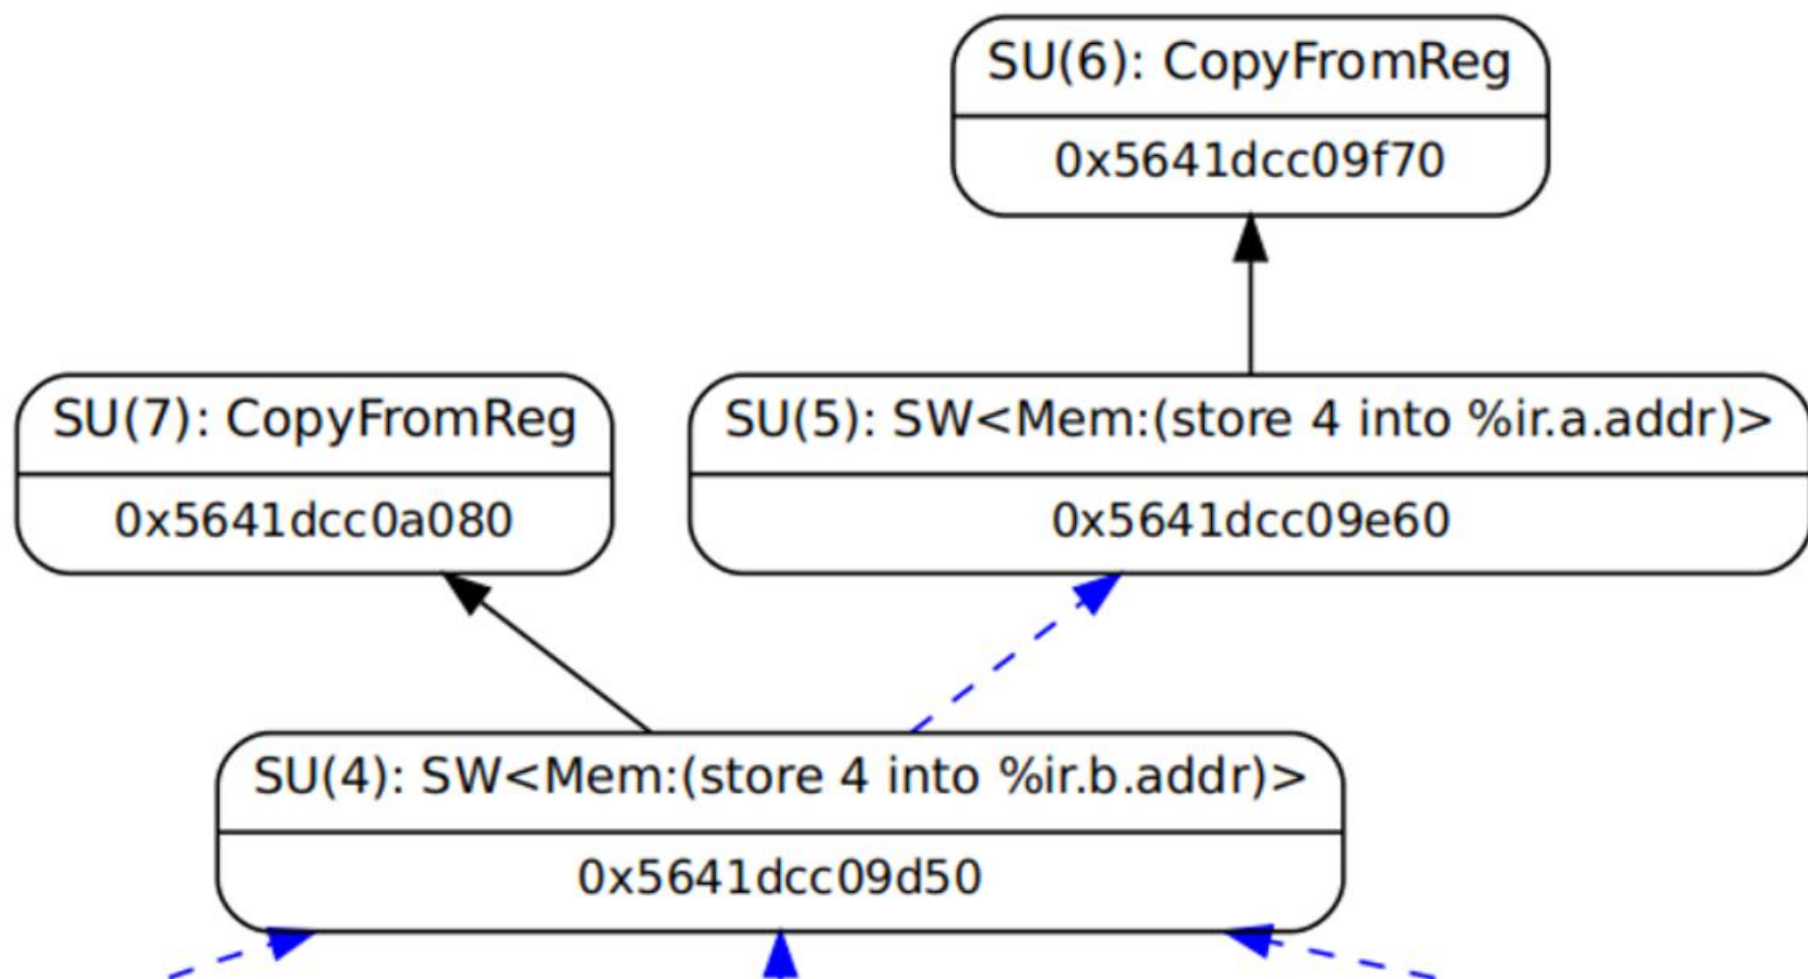 SU(6): CopyFromReg
0x5641dcc09f70
SU(7): CopyFromReg
0x5641dcc0a080
SU(5): SW<Mem:(store 4 into %ir.a.addr)>
0x5641dcc09e60
SU(4): SW<Mem:(store 4 into %ir.b.addr)>
0x5641dcc09d50